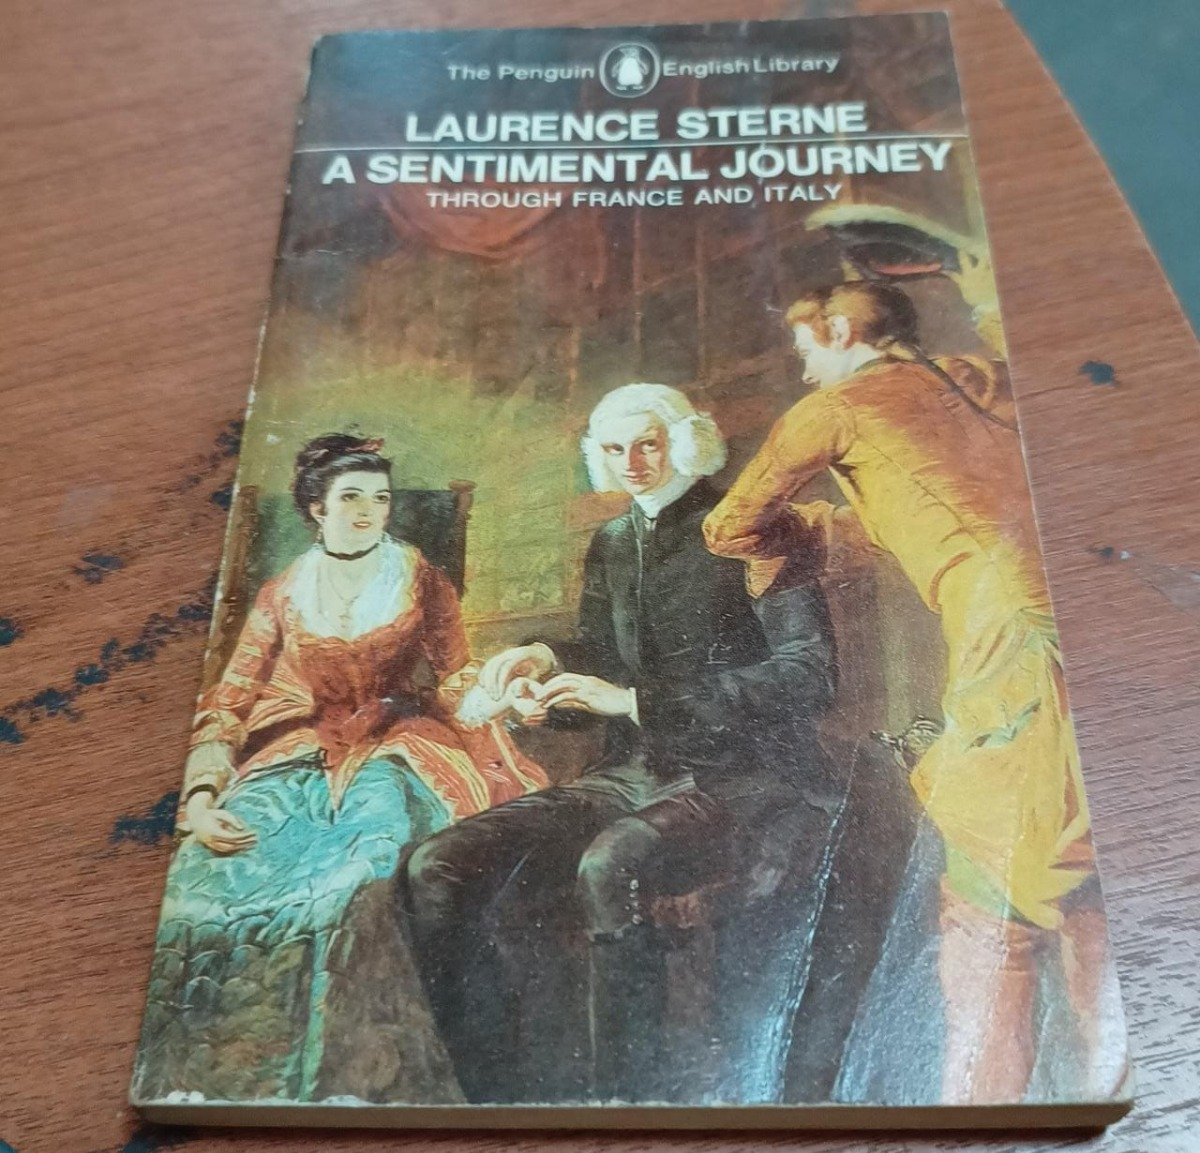 The Penguin English Library
LAURENCE STERNE
A SENTIMENTAL JOURNEY
THROUGH FRANCE AND ITALY